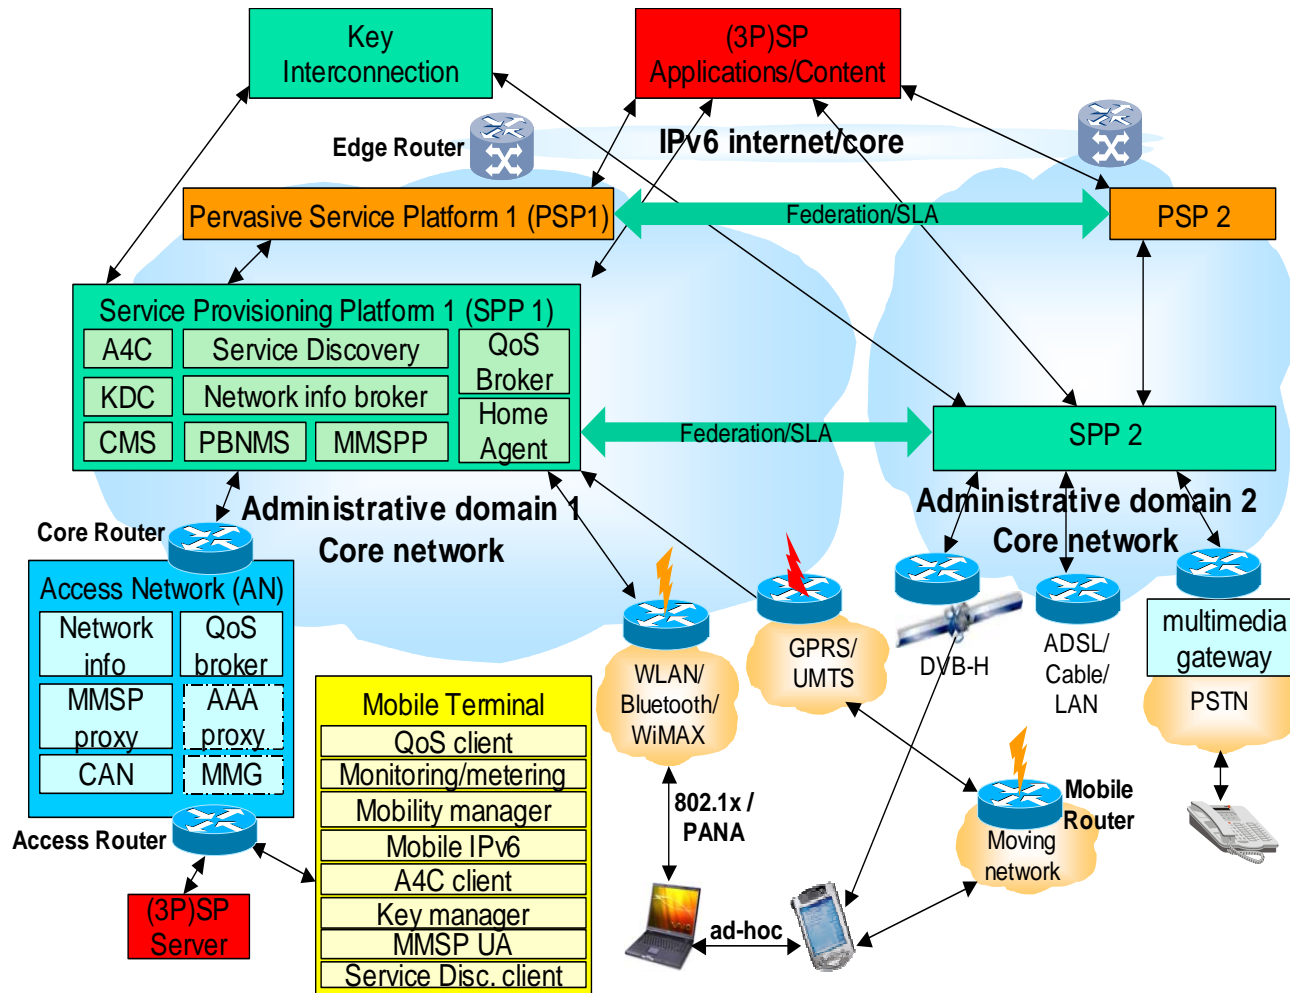 Key
Interconnection
(3P)SP
Applications/Content
Edge Router
IPv6 internet/core
Pervasive Service Platform 1 (PSP1)
Federation/SLA
PSP 2
Service Provisioning Platform 1 (SPP 1)
A4C
Service Discovery
QoS
Broker
KDC
Network info broker
Home
Agent
CMS
PBNMS
MMSPP
Federation/SLA
SPP 2
Administrative domain 1
Core network
Administrative domain 2
Core network
Core Router
Access Network (AN)
Network
info
QoS
broker
MMSP
proxy
AAA
proxy
CAN
MMG
Access Router
(3P)SP
Server
Mobile Terminal
QoS client
Monitoring/metering
Mobility manager
Mobile IPv6
A4C client
Key manager
MMSP UA
Service Disc. client
WLAN/
Bluetooth/
WiMAX
GPRS/
UMTS
DVB-H
ADSL/
Cable/
LAN
multimedia
gateway
PSTN
802.1x /
PANA
Mobile
Router
Moving
network
ad-hoc